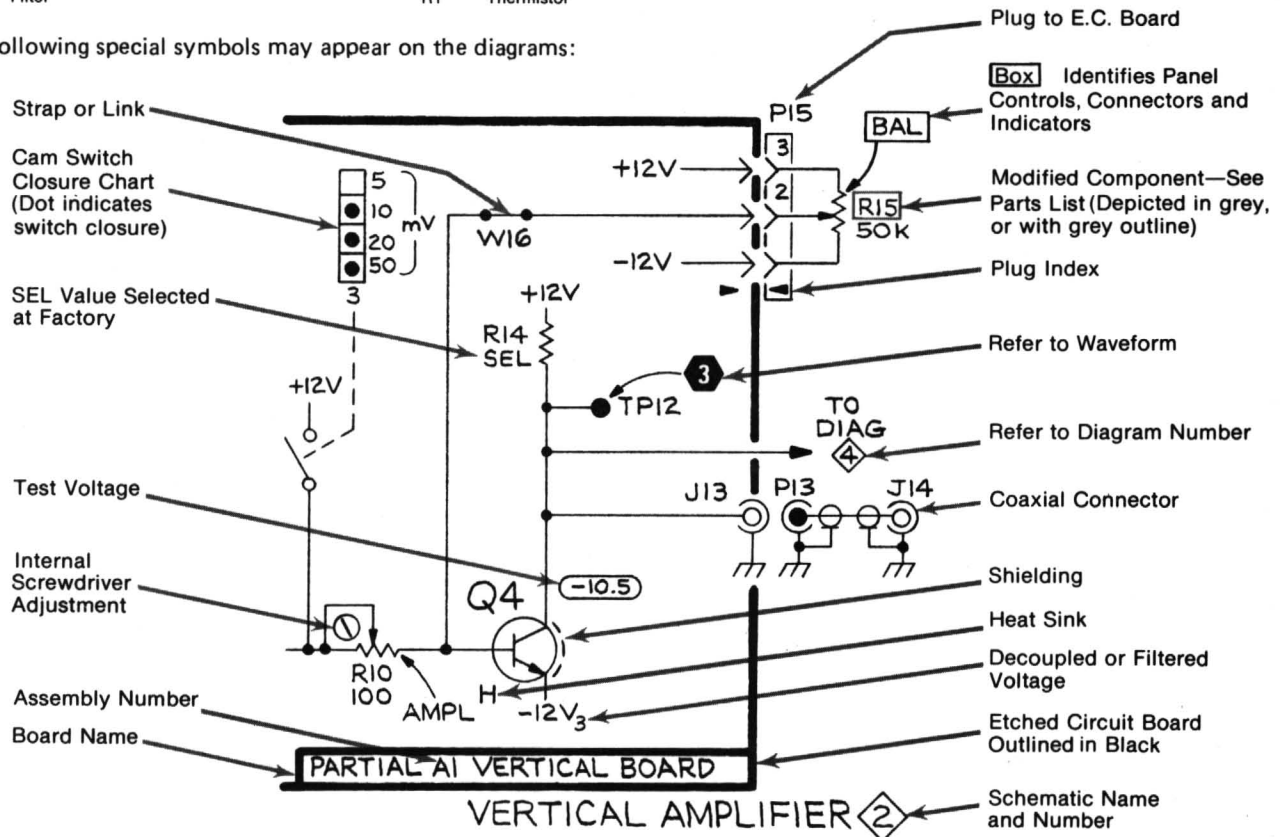 Filter
RT Thermistor
ollowing special symbols may appear on the diagrams:
Plug to E.C. Board
Box Identifies Panel
Controls, Connectors and
Indicators
Strap or Link
Cam Switch
Closure Chart
(Dot indicates
switch closure)
Modified Component—See
Parts List (Depicted in grey,
or with grey outline)
Plug Index
SEL Value Selected
at Factory
Refer to Waveform
Refer to Diagram Number
Test Voltage
Coaxial Connector
Internal
Screwdriver
Adjustment
Shielding
Heat Sink
Decoupled or Filtered
Voltage
Assembly Number
Board Name
Etched Circuit Board
Outlined in Black
Schematic Name
and Number
P15
BAL
3
+12V
2
R15
50K
-12V
5
10
20
50
mV
3
W16
+12V
R14
SEL
3
TP12
+12V
TO
DIAG
4
J13
P13
J14
-10.5
Q4
R10
100
AMPL
H
-12V3
PARTIAL A1 VERTICAL BOARD
VERTICAL AMPLIFIER 2